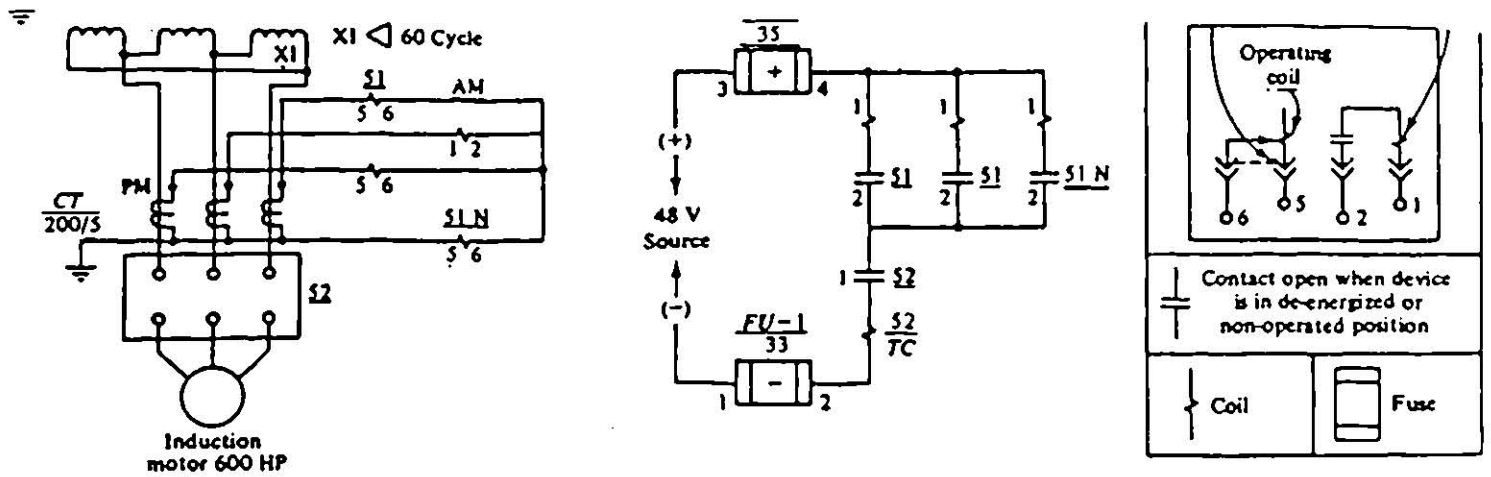 XI
XI
60 Cycle
51
5 6
AM
1 2
5 6
PM
CT
200/5
51 N
5 6
52
Induction
motor 600 HP
35
+
3
4
(+)
48 V
Source
(−)
1
2
51
1
2
51
1
2
51 N
1
52
52
TC
FU-1
33
−
1
2
Operating
coil
6
5
2
1
Contact open when device
is in de-energized or
non-operated position
Coil
Fuse